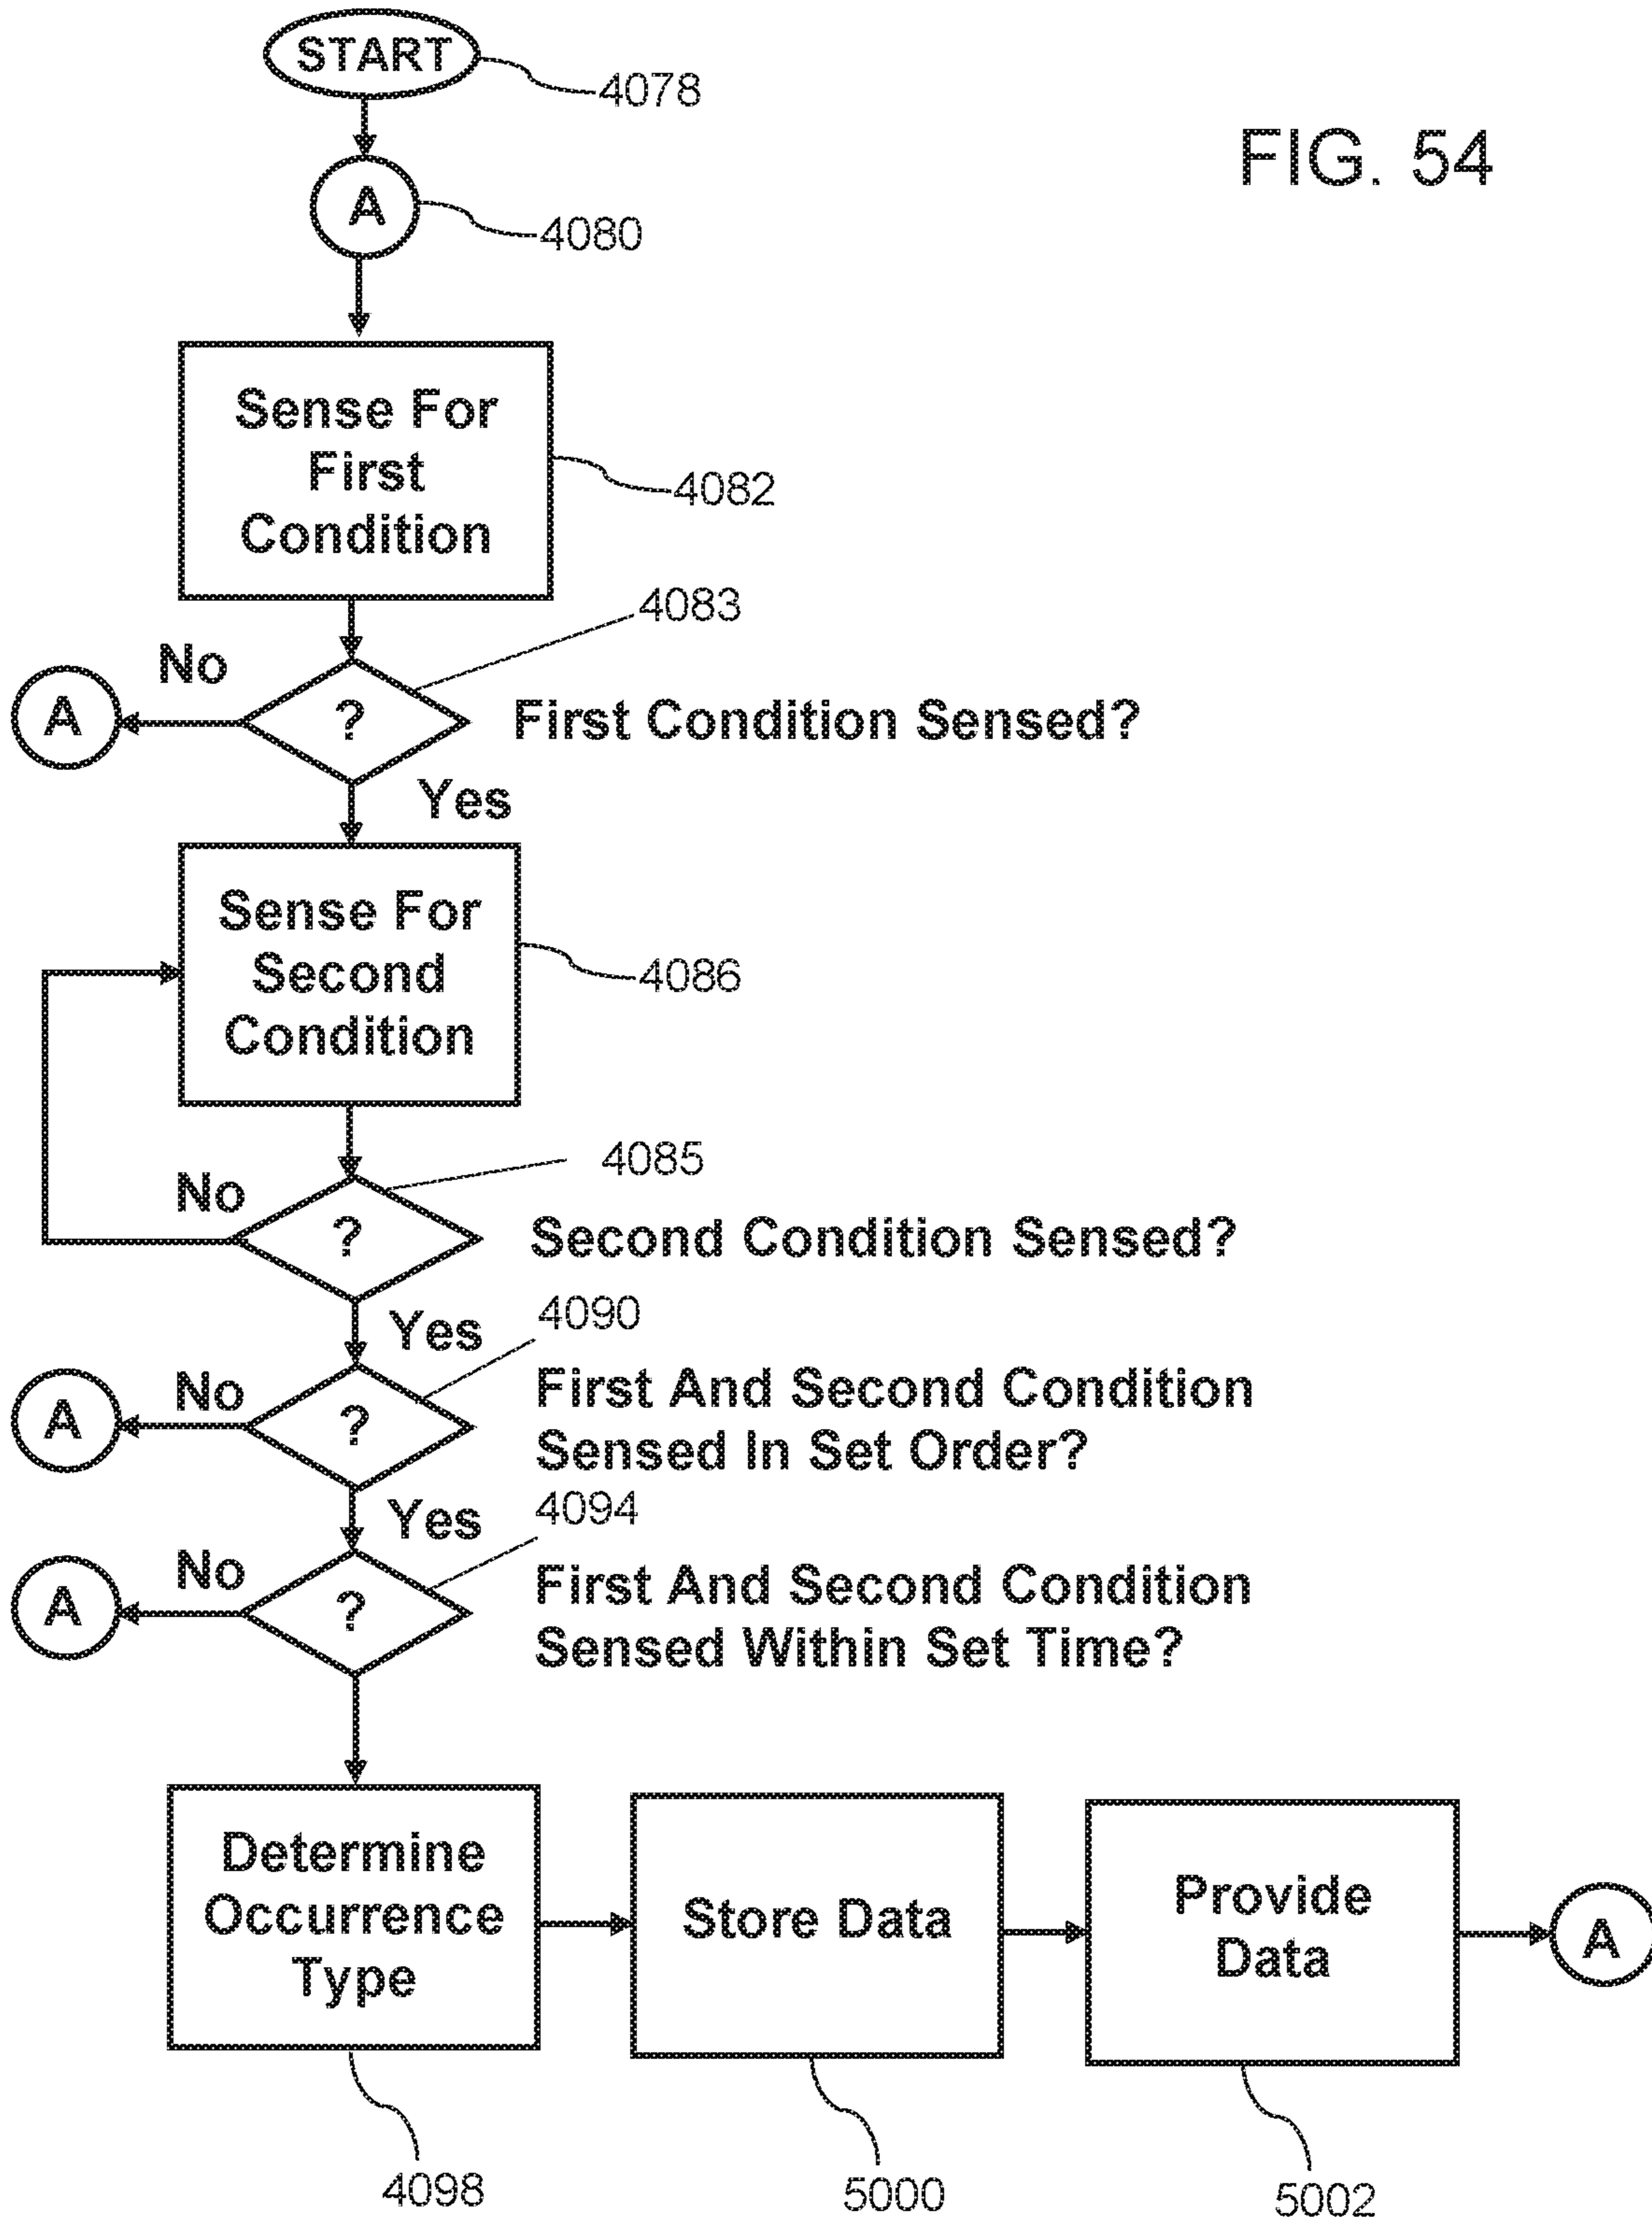 START
4078
FIG. 54
A
4080
Sense For
First
Condition
4082
4083
No
A
?
First Condition Sensed?
Yes
Sense For
Second
Condition
4086
4085
No
?
Second Condition Sensed?
Yes
4090
No
A
?
First And Second Condition
Sensed In Set Order?
Yes
4094
No
A
?
First And Second Condition
Sensed Within Set Time?
Determine
Occurrence
Type
Store Data
Provide
Data
A
4098
5000
5002